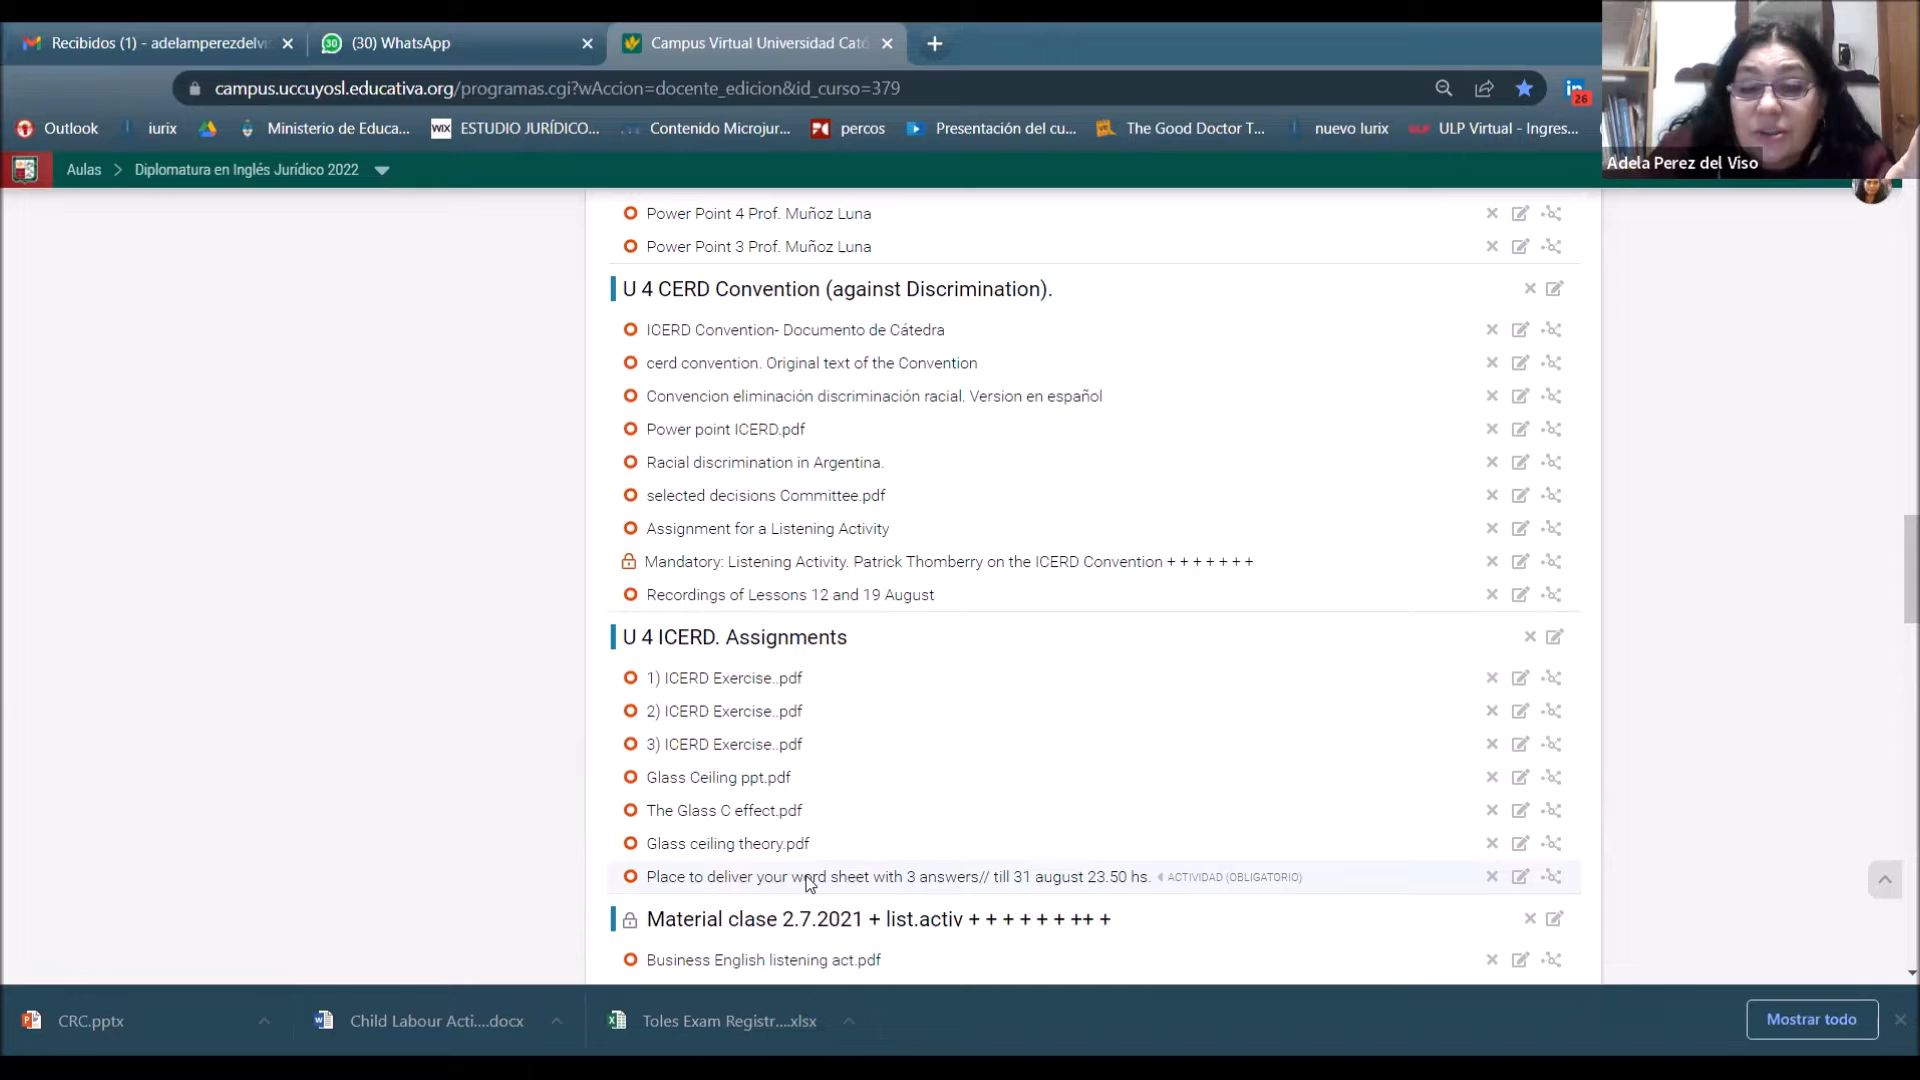 Recibidos (1) - adelamperezdelvi
(30) WhatsApp
Campus Virtual Universidad Cató
campus.uccuyosl.educativa.org/programas.cgi?wAccion=docente_edicion&id_curso=379
26
Outlook
iurix
Ministerio de Educa...
WIX ESTUDIO JURÍDICO...
Contenido Microjur...
percos
Presentación del cu...
The Good Doctor T...
nuevo Iurix
ULP Virtual - Ingres...
Adela Perez del Viso
Aulas > Diplomatura en Inglés Jurídico 2022
Power Point 4 Prof. Muñoz Luna
Power Point 3 Prof. Muñoz Luna
U 4 CERD Convention (against Discrimination).
ICERD Convention- Documento de Cátedra
cerd convention. Original text of the Convention
Convencion eliminación discriminación racial. Version en español
Power point ICERD.pdf
Racial discrimination in Argentina.
selected decisions Committee.pdf
Assignment for a Listening Activity
Mandatory: Listening Activity. Patrick Thomberry on the ICERD Convention + + + + + + +
Recordings of Lessons 12 and 19 August
U 4 ICERD. Assignments
1) ICERD Exercise..pdf
2) ICERD Exercise..pdf
3) ICERD Exercise..pdf
Glass Ceiling ppt.pdf
The Glass C effect.pdf
Glass ceiling theory.pdf
Place to deliver your word sheet with 3 answers// till 31 august 23.50 hs. ACTIVIDAD (OBLIGATORIO)
Material clase 2.7.2021 + list.activ + + + + + + ++ +
Business English listening act.pdf
CRC.pptx
Child Labour Acti....docx
Toles Exam Registr....xlsx
Mostrar todo